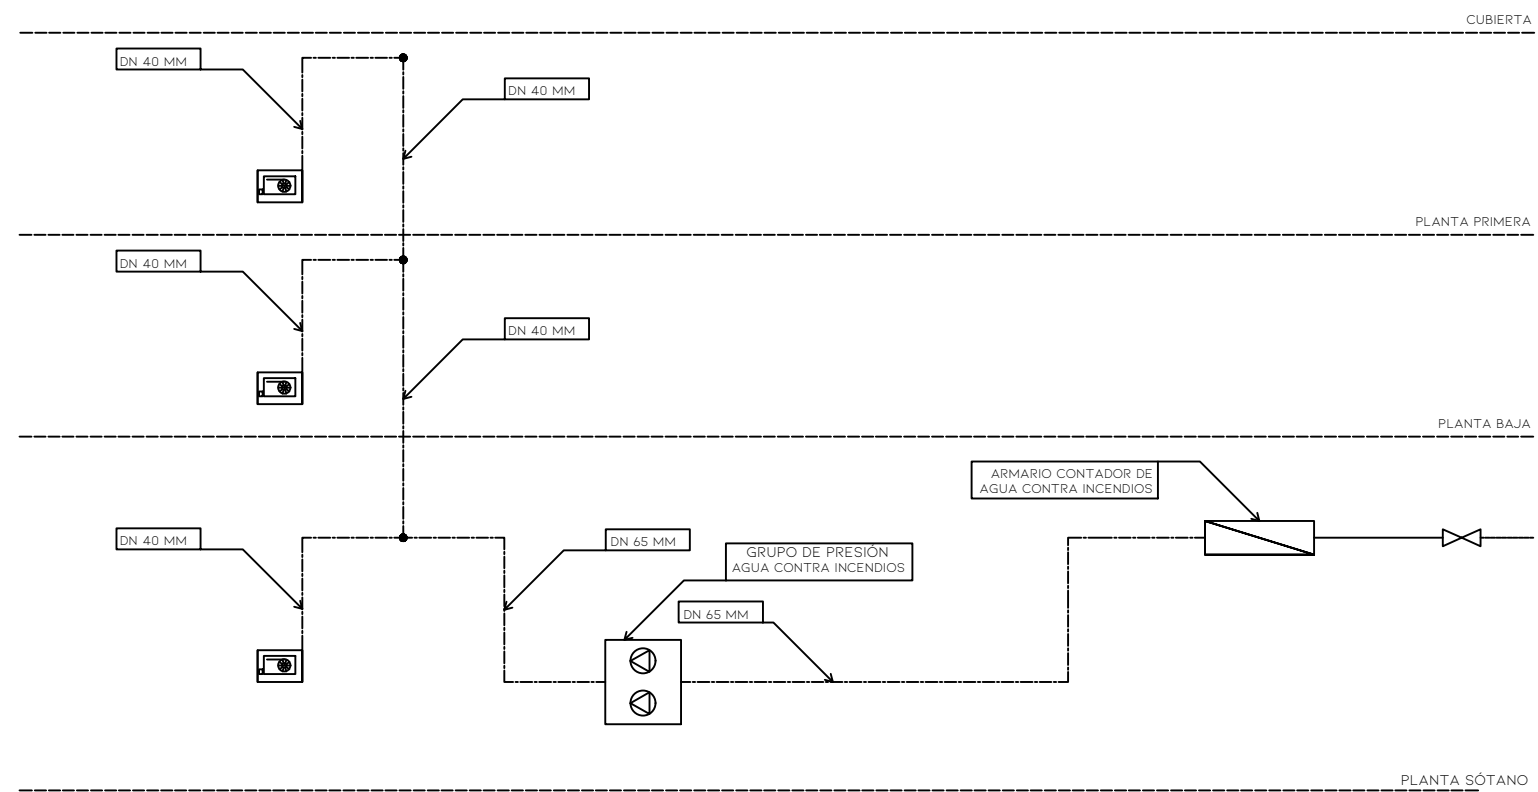 CUBIERTA
DN 40 MM
DN 40 MM
PLANTA PRIMERA
DN 40 MM
DN 40 MM
PLANTA BAJA
ARMARIO CONTADOR DE
AGUA CONTRA INCENDIOS
DN 40 MM
DN 65 MM
GRUPO DE PRESIÓN
AGUA CONTRA INCENDIOS
DN 65 MM
PLANTA SÓTANO